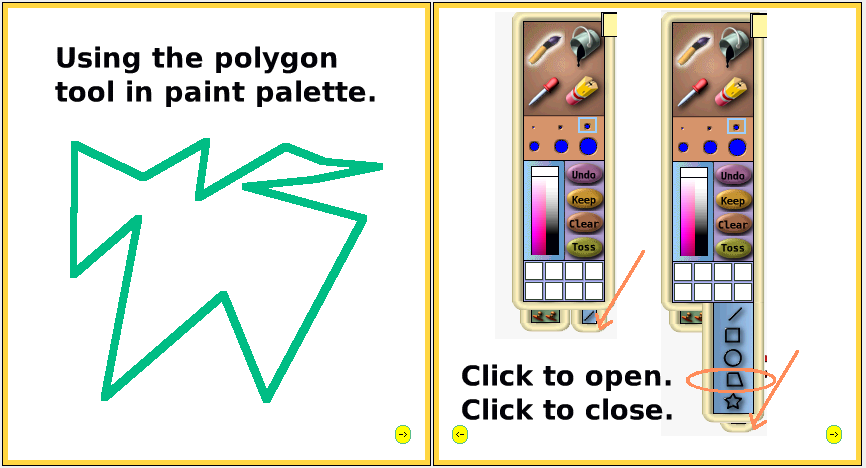 Using the polygon
tool in paint palette.
Undo
Keep
Clear
Toss
Undo
Keep
Clear
Toss
Click to open.
Click to close.